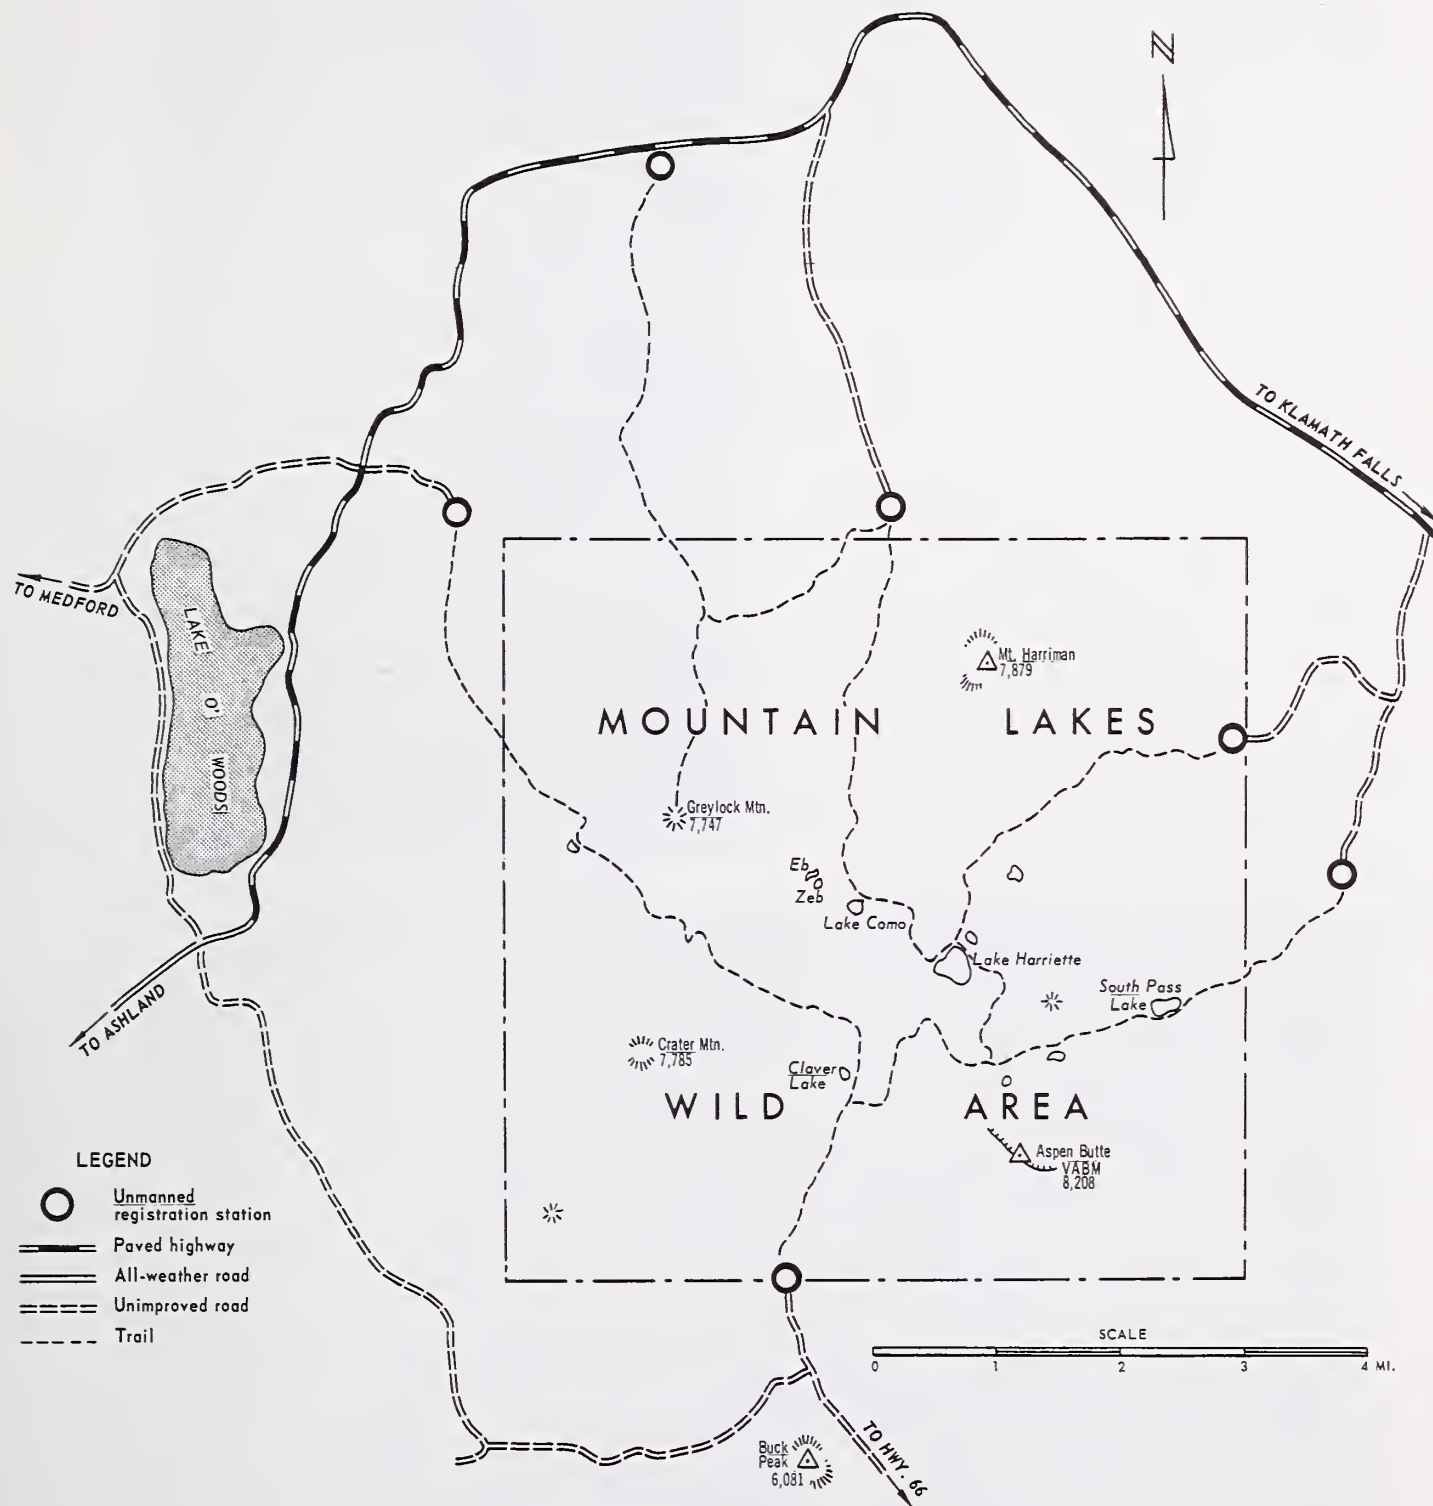 N
TO KLAMATH FALLS
TO MEDFORD
LAKE
O'
WOODS
Mt. Harriman
7,879
MOUNTAIN LAKES
Greylock Mtn.
7,747
Eb
Zeb
Lake Como
Lake Harriette
South Pass
Lake
TO ASHLAND
Crater Mtn.
7,785
Claver
Lake
WILD AREA
Aspen Butte
VABM
8,208
LEGEND
Unmanned
registration station
Paved highway
All-weather road
Unimproved road
Trail
SCALE
0 1 2 3 4 MI.
TO HWY. 66
Buck
Peak
6,081